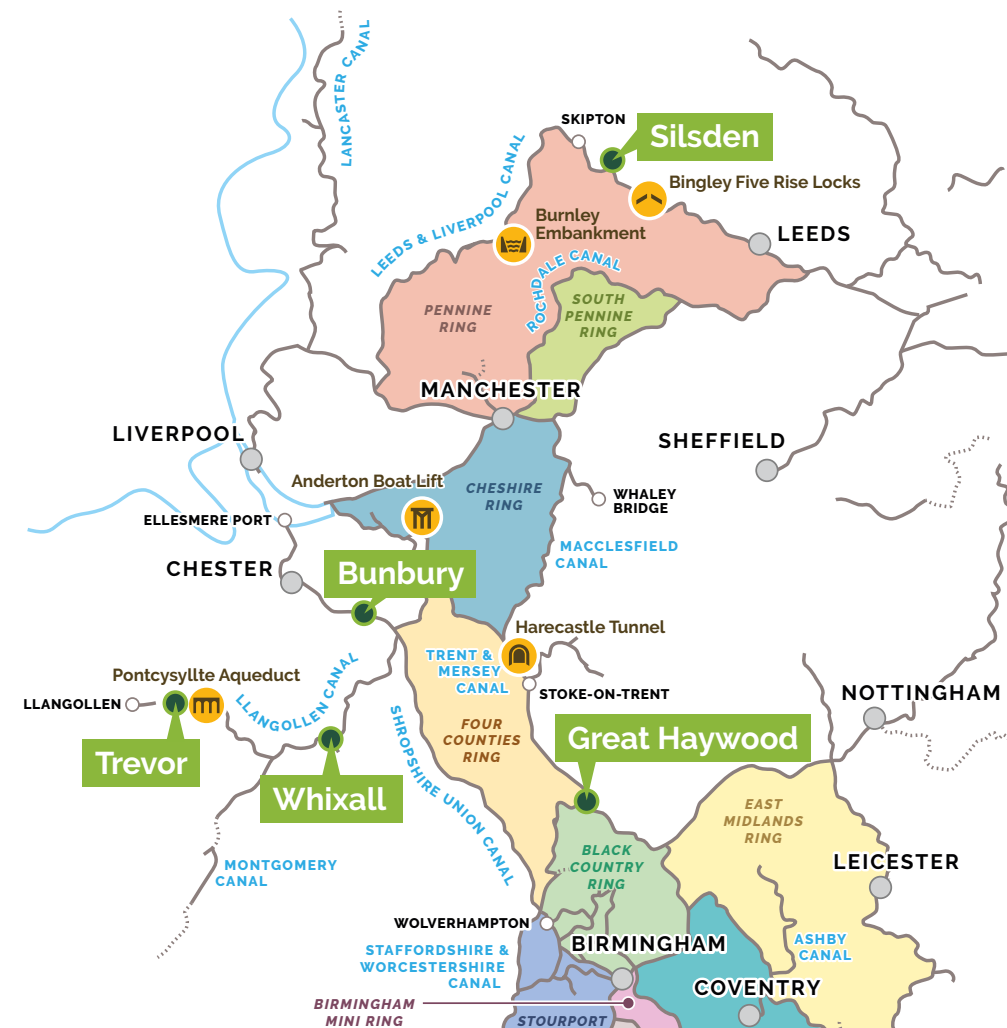 LANCASTER CANAL
SKIPTON
Silsden
Bingley Five Rise Locks
LEEDS & LIVERPOOL CANAL
Burnley
Embankment
LEEDS
ROCHDALE CANAL
PENNINE
RING
SOUTH
PENNINE
RING
MANCHESTER
LIVERPOOL
SHEFFIELD
Anderton Boat Lift
CHESHIRE
RING
WHALEY
BRIDGE
ELLESMERE PORT
MACCLESFIELD
CANAL
CHESTER
Bunbury
Harecastle Tunnel
TRENT &
MERSEY
CANAL
Pontcysyllte Aqueduct
LLANGOLLEN CANAL
LLANGOLLEN
STOKE-ON-TRENT
NOTTINGHAM
SHROPSHIRE UNION CANAL
FOUR
COUNTIES
RING
Great Haywood
Trevor
Whixall
EAST
MIDLANDS
RING
BLACK
COUNTRY
RING
LEICESTER
MONTGOMERY
CANAL
WOLVERHAMPTON
BIRMINGHAM
ASHBY
CANAL
STAFFORDSHIRE &
WORCESTERSHIRE
CANAL
COVENTRY
BIRMINGHAM
MINI RING
STOURPORT